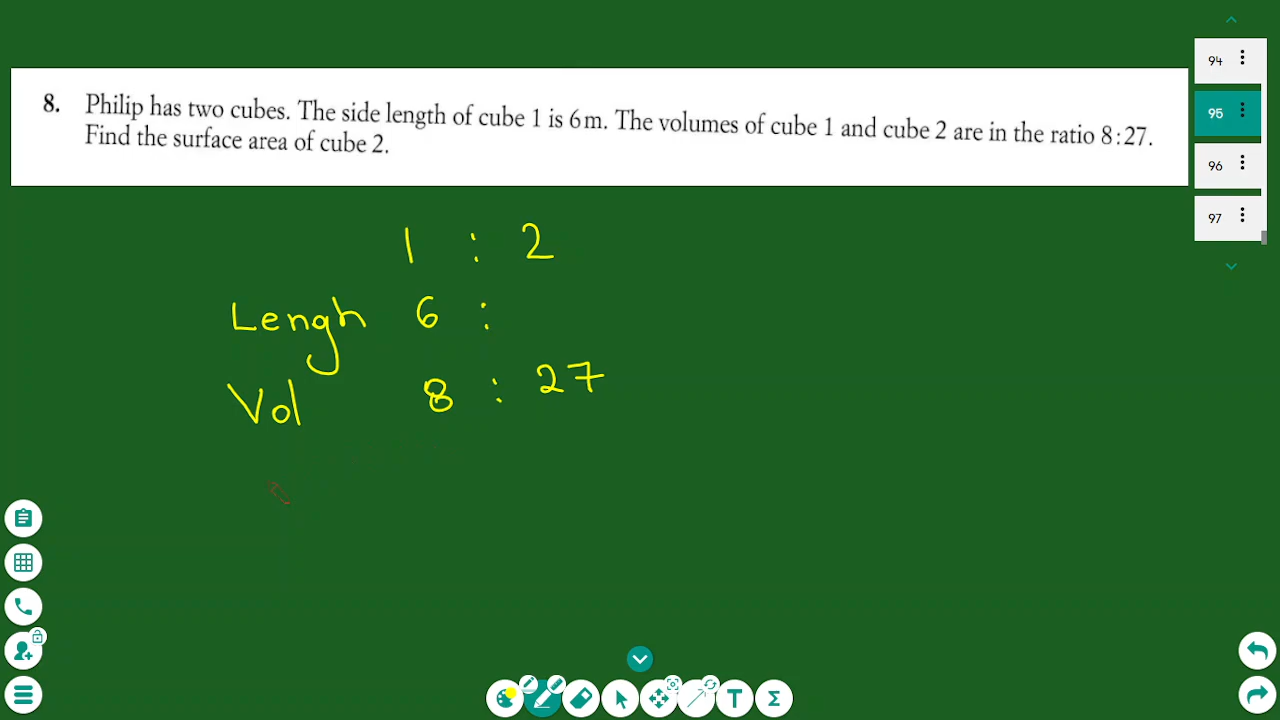 8. Philip has two cubes. The side length of cube 1 is 6 m. The volumes of cube 1 and cube 2 are in the ratio 8:27.
Find the surface area of cube 2.
1 : 2
Lengh 6 :
Vol 8 : 27
94
95
96
97
T
Σ